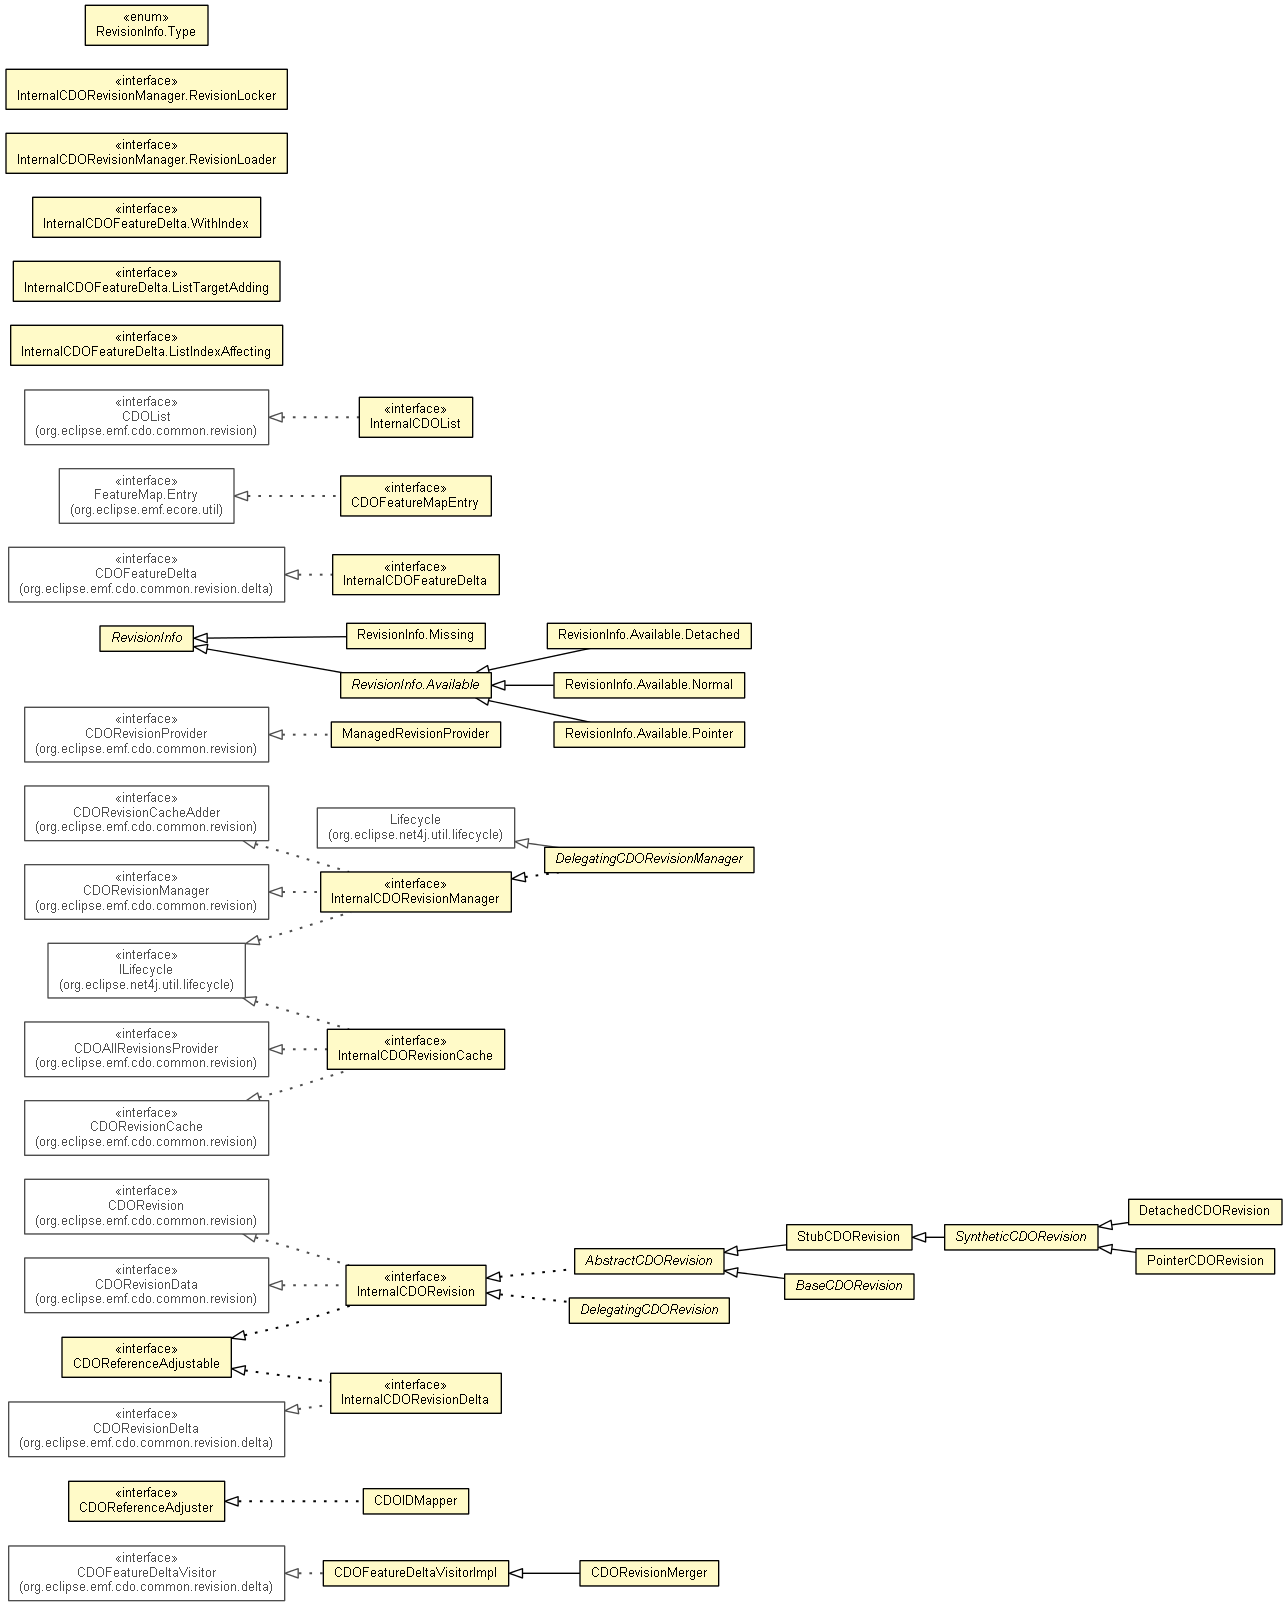 «enum»
RevisionInfo.Type
«interface»
InternalCDORevisionManager.RevisionLocker
«interface»
InternalCDORevisionManager.RevisionLoader
«interface»
InternalCDOFeatureDelta.WithIndex
«interface»
InternalCDOFeatureDelta.ListTargetAdding
«interface»
InternalCDOFeatureDelta.ListIndexAffecting
«interface»
CDOList
(org.eclipse.emf.cdo.common.revision)
«interface»
InternalCDOList
«interface»
FeatureMap.Entry
(org.eclipse.emf.ecore.util)
«interface»
CDOFeatureMapEntry
«interface»
CDOFeatureDelta
(org.eclipse.emf.cdo.common.revision.delta)
«interface»
InternalCDOFeatureDelta
RevisionInfo
RevisionInfo.Missing
RevisionInfo.Available
RevisionInfo.Available.Detached
RevisionInfo.Available.Normal
RevisionInfo.Available.Pointer
«interface»
CDORevisionProvider
(org.eclipse.emf.cdo.common.revision)
ManagedRevisionProvider
«interface»
CDORevisionCacheAdder
(org.eclipse.emf.cdo.common.revision)
Lifecycle
(org.eclipse.net4j.util.lifecycle)
DelegatingCDORevisionManager
«interface»
CDORevisionManager
(org.eclipse.emf.cdo.common.revision)
«interface»
InternalCDORevisionManager
«interface»
ILifecycle
(org.eclipse.net4j.util.lifecycle)
«interface»
CDOAllRevisionsProvider
(org.eclipse.emf.cdo.common.revision)
«interface»
InternalCDORevisionCache
«interface»
CDORevisionCache
(org.eclipse.emf.cdo.common.revision)
«interface»
CDORevision
(org.eclipse.emf.cdo.common.revision)
«interface»
CDORevisionData
(org.eclipse.emf.cdo.common.revision)
«interface»
InternalCDORevision
AbstractCDORevision
DelegatingCDORevision
StubCDORevision
BaseCDORevision
SyntheticCDORevision
DetachedCDORevision
PointerCDORevision
«interface»
CDOReferenceAdjustable
«interface»
InternalCDORevisionDelta
«interface»
CDORevisionDelta
(org.eclipse.emf.cdo.common.revision.delta)
«interface»
CDOReferenceAdjuster
CDOIDMapper
«interface»
CDOFeatureDeltaVisitor
(org.eclipse.emf.cdo.common.revision.delta)
CDOFeatureDeltaVisitorImpl
CDORevisionMerger